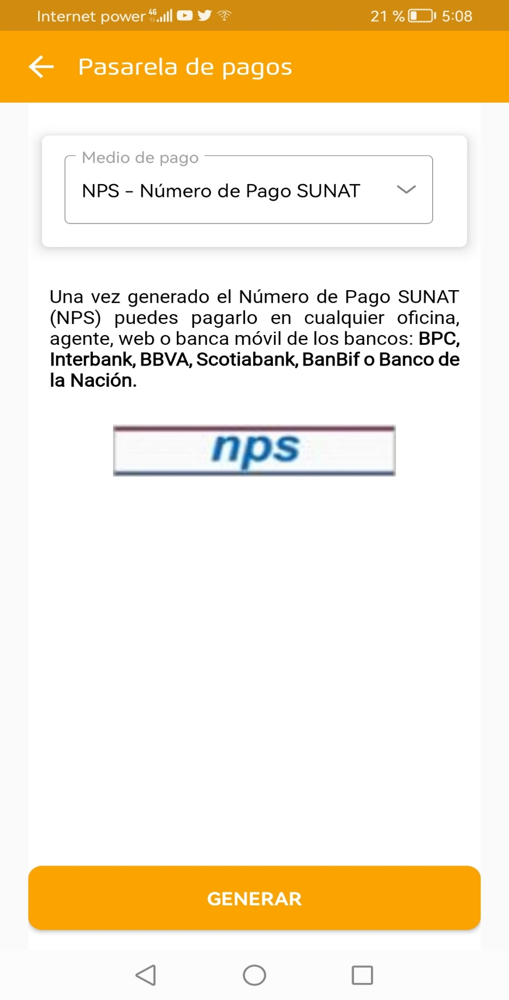 Internet power 4G 21 % 5:08
Pasarela de pagos
Medio de pago
NPS - Número de Pago SUNAT
Una vez generado el Número de Pago SUNAT
(NPS) puedes pagarlo en cualquier oficina,
agente, web o banca móvil de los bancos: BPC,
Interbank, BBVA, Scotiabank, BanBif o Banco de
la Nación.
nps
GENERAR